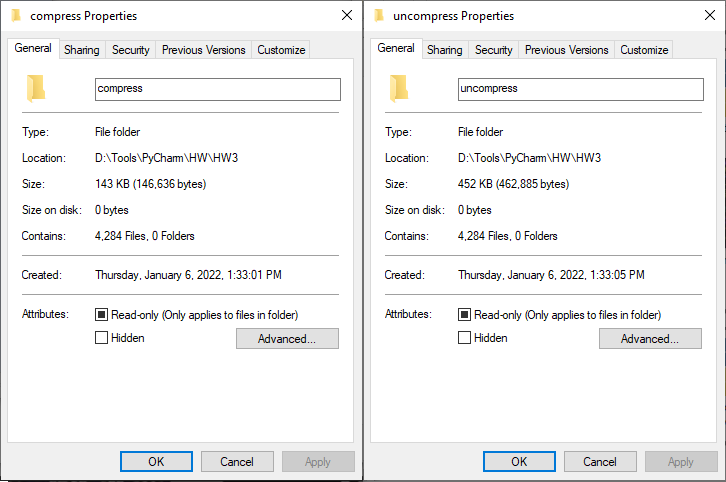 compress Properties
General Sharing Security Previous Versions Customize
compress
Type: File folder
Location: D:\Tools\PyCharm\HW\HW3
Size: 143 KB (146,636 bytes)
Size on disk: 0 bytes
Contains: 4,284 Files, 0 Folders
Created: Thursday, January 6, 2022, 1:33:01 PM
Attributes: Read-only (Only applies to files in folder)
Hidden Advanced...
OK Cancel Apply
uncompress Properties
General Sharing Security Previous Versions Customize
uncompress
Type: File folder
Location: D:\Tools\PyCharm\HW\HW3
Size: 452 KB (462,885 bytes)
Size on disk: 0 bytes
Contains: 4,284 Files, 0 Folders
Created: Thursday, January 6, 2022, 1:33:05 PM
Attributes: Read-only (Only applies to files in folder)
Hidden Advanced...
OK Cancel Apply